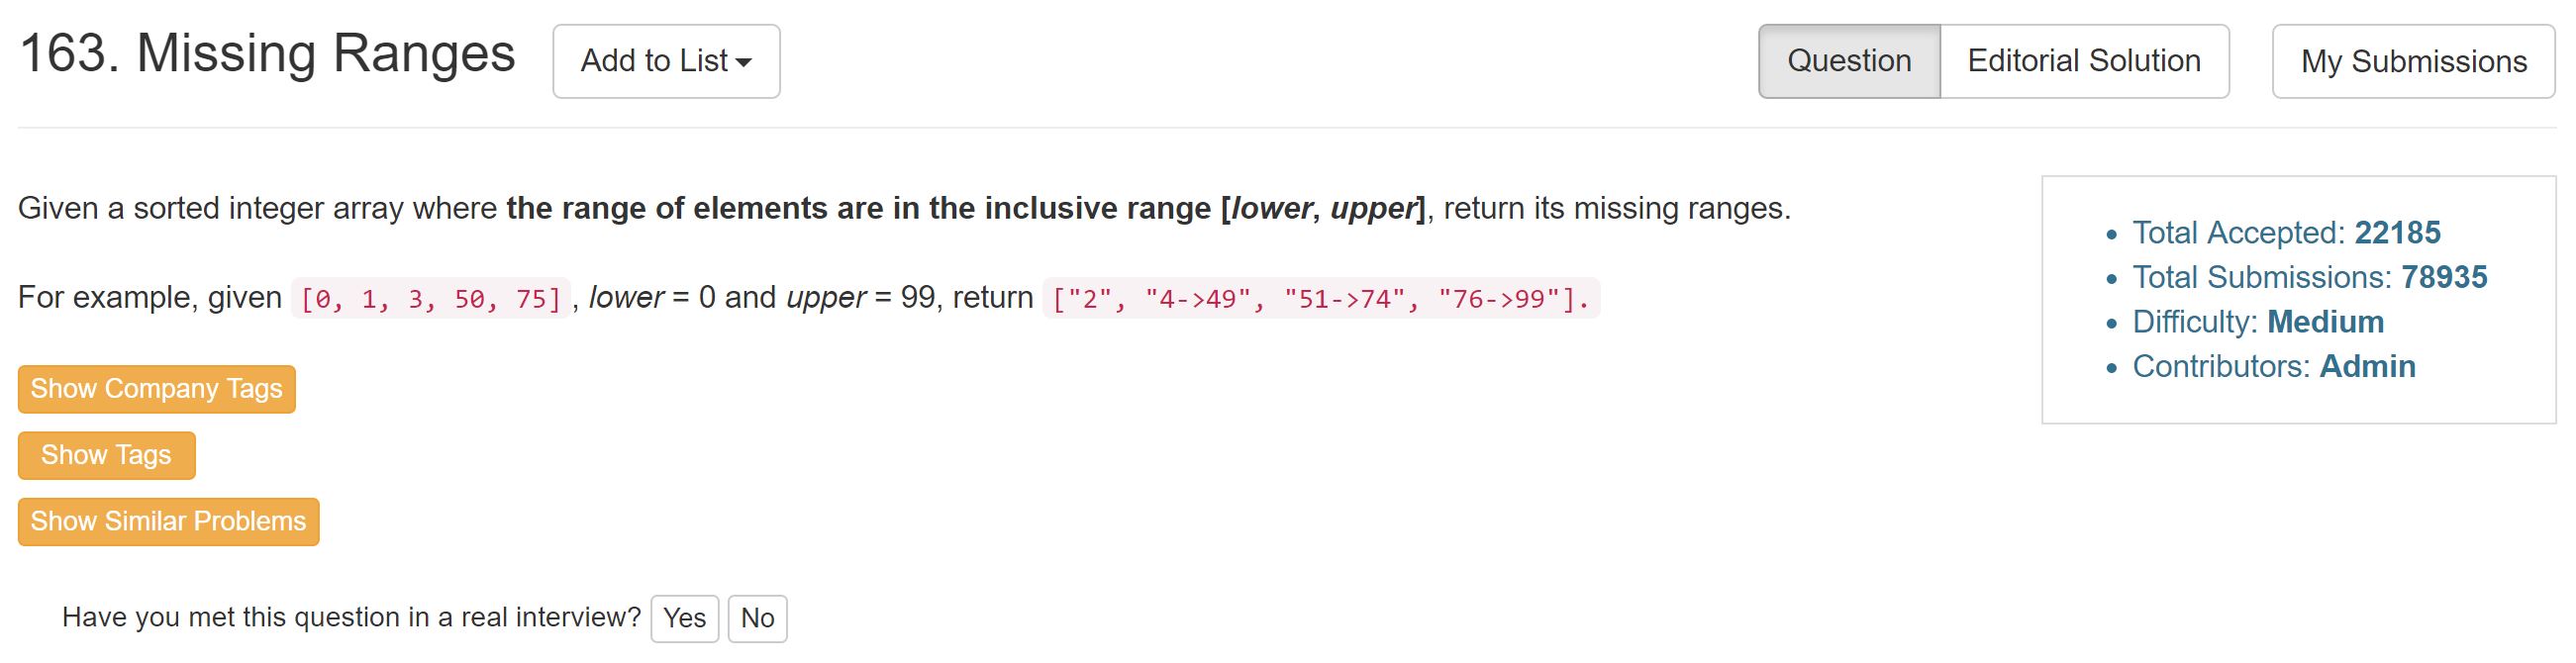 163. Missing Ranges
Add to List
Question
Editorial Solution
My Submissions
Given a sorted integer array where the range of elements are in the inclusive range [lower, upper], return its missing ranges.
For example, given [0, 1, 3, 50, 75], lower = 0 and upper = 99, return ["2", "4->49", "51->74", "76->99"].
Total Accepted: 22185
Total Submissions: 78935
Difficulty: Medium
Contributors: Admin
Show Company Tags
Show Tags
Show Similar Problems
Have you met this question in a real interview? Yes No